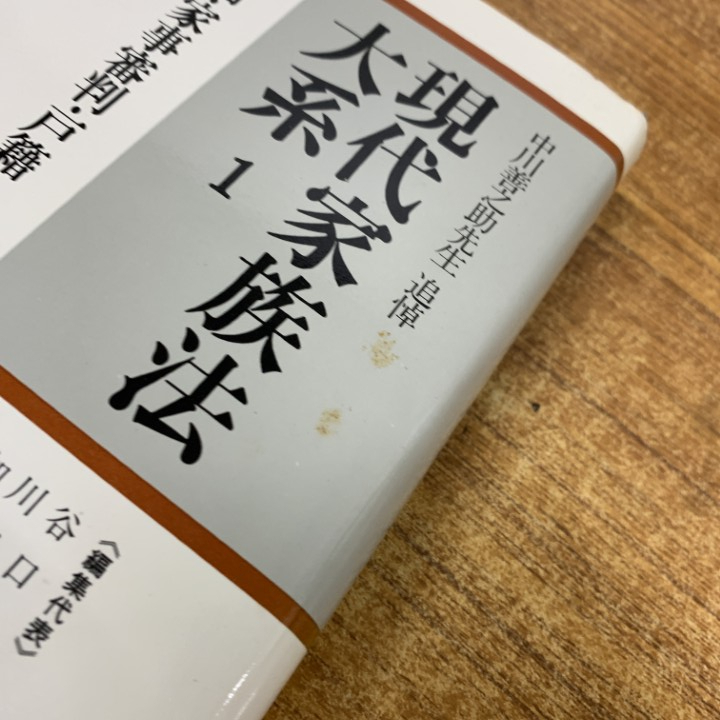 中川善之助先生 追悼
現代家族法
大系 1
家事審判・戸籍
《編集代表》
谷口
川